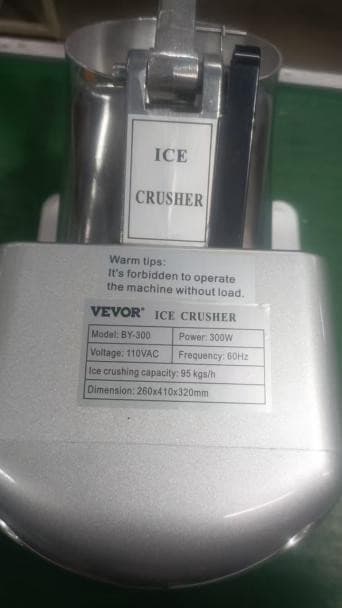 ICE
CRUSHER
Warm tips:
It's forbidden to operate
the machine without load.
VEVOR® ICE CRUSHER
Model: BY-300 Power: 300W
Voltage: 110VAC Frequency: 60Hz
Ice crushing capacity: 95 kgs/h
Dimension: 260x410x320mm